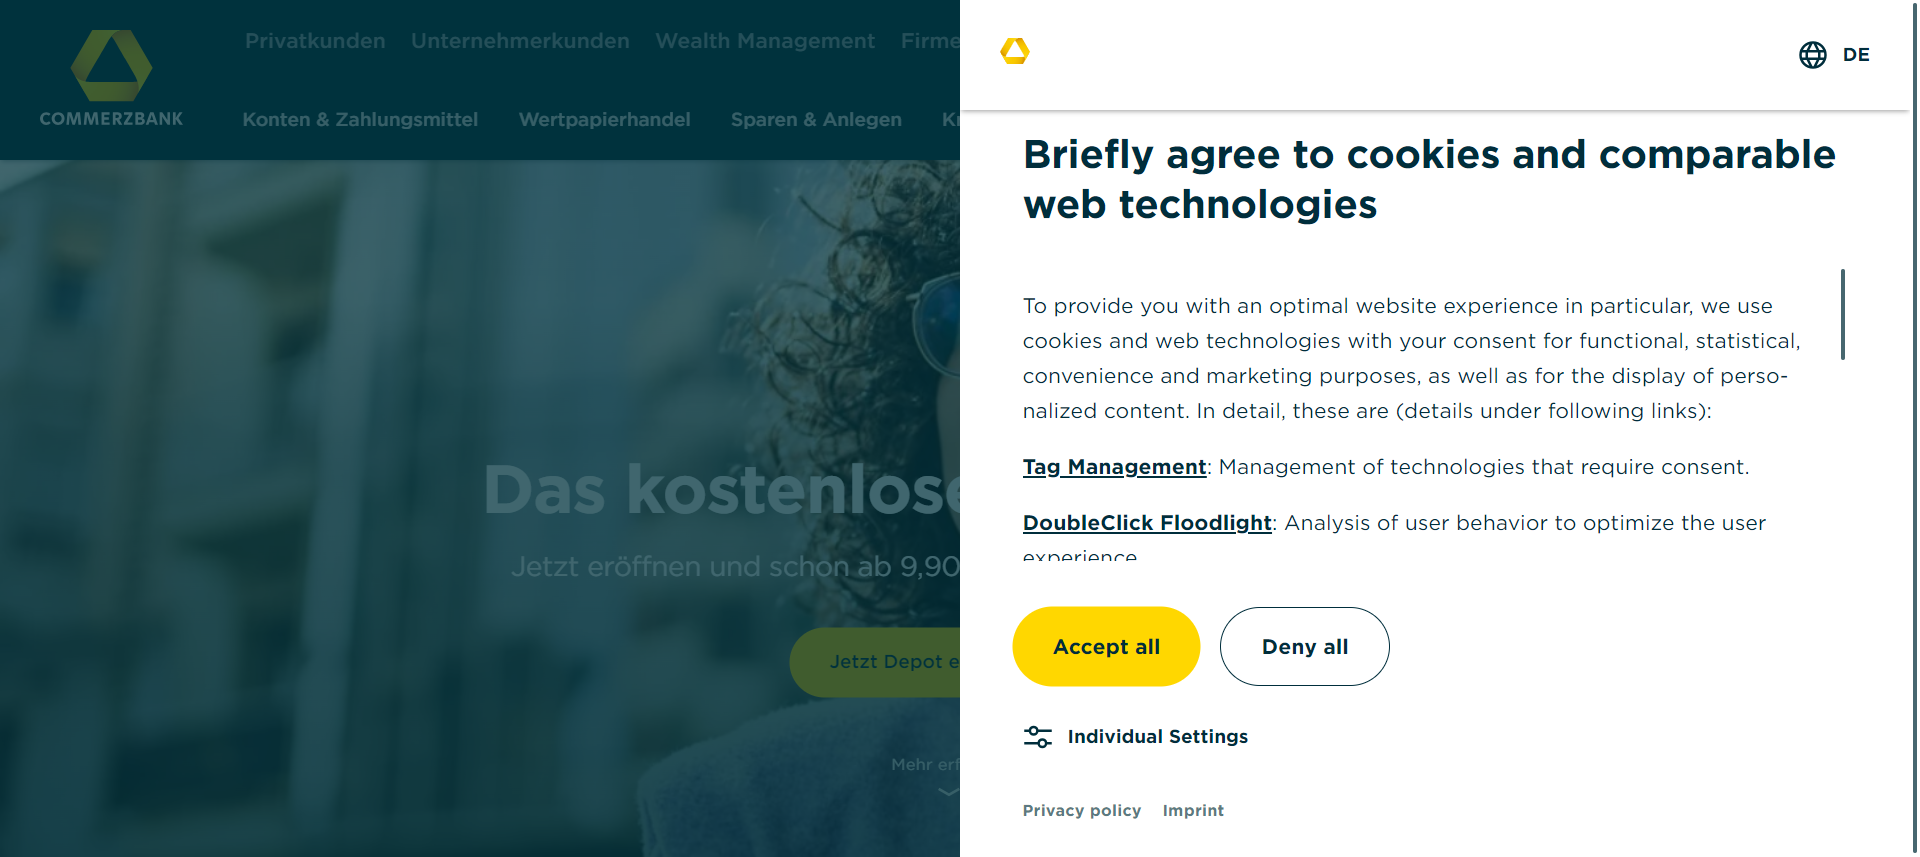 Privatkunden Unternehmerkunden Wealth Management Firme
COMMERZBANK
Konten & Zahlungsmittel Wertpapierhandel Sparen & Anlegen Kr
Das kostenlose
Jetzt eröffnen und schon ab 9,90
Jetzt Depot e
Mehr erf
DE
Briefly agree to cookies and comparable
web technologies
To provide you with an optimal website experience in particular, we use
cookies and web technologies with your consent for functional, statistical,
convenience and marketing purposes, as well as for the display of perso-
nalized content. In detail, these are (details under following links):
Tag Management: Management of technologies that require consent.
DoubleClick Floodlight: Analysis of user behavior to optimize the user
experience
Accept all Deny all
Individual Settings
Privacy policy Imprint